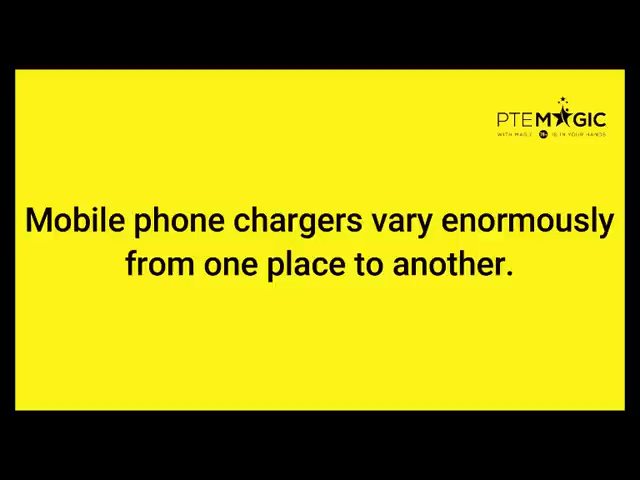 PTEMAGIC
Mobile phone chargers vary enormously
from one place to another.